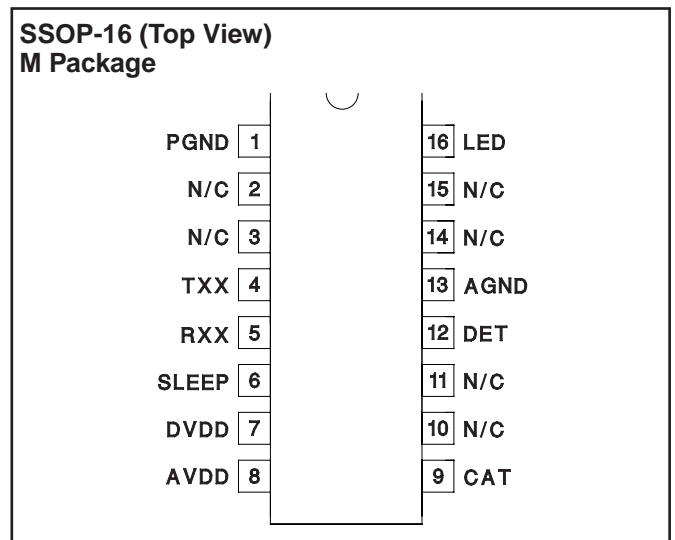 SSOP-16 (Top View)
M Package
PGND 1 16 LED
N/C 2 15 N/C
N/C 3 14 N/C
TXX 4 13 AGND
RXX 5 12 DET
SLEEP 6 11 N/C
DVDD 7 10 N/C
AVDD 8 9 CAT